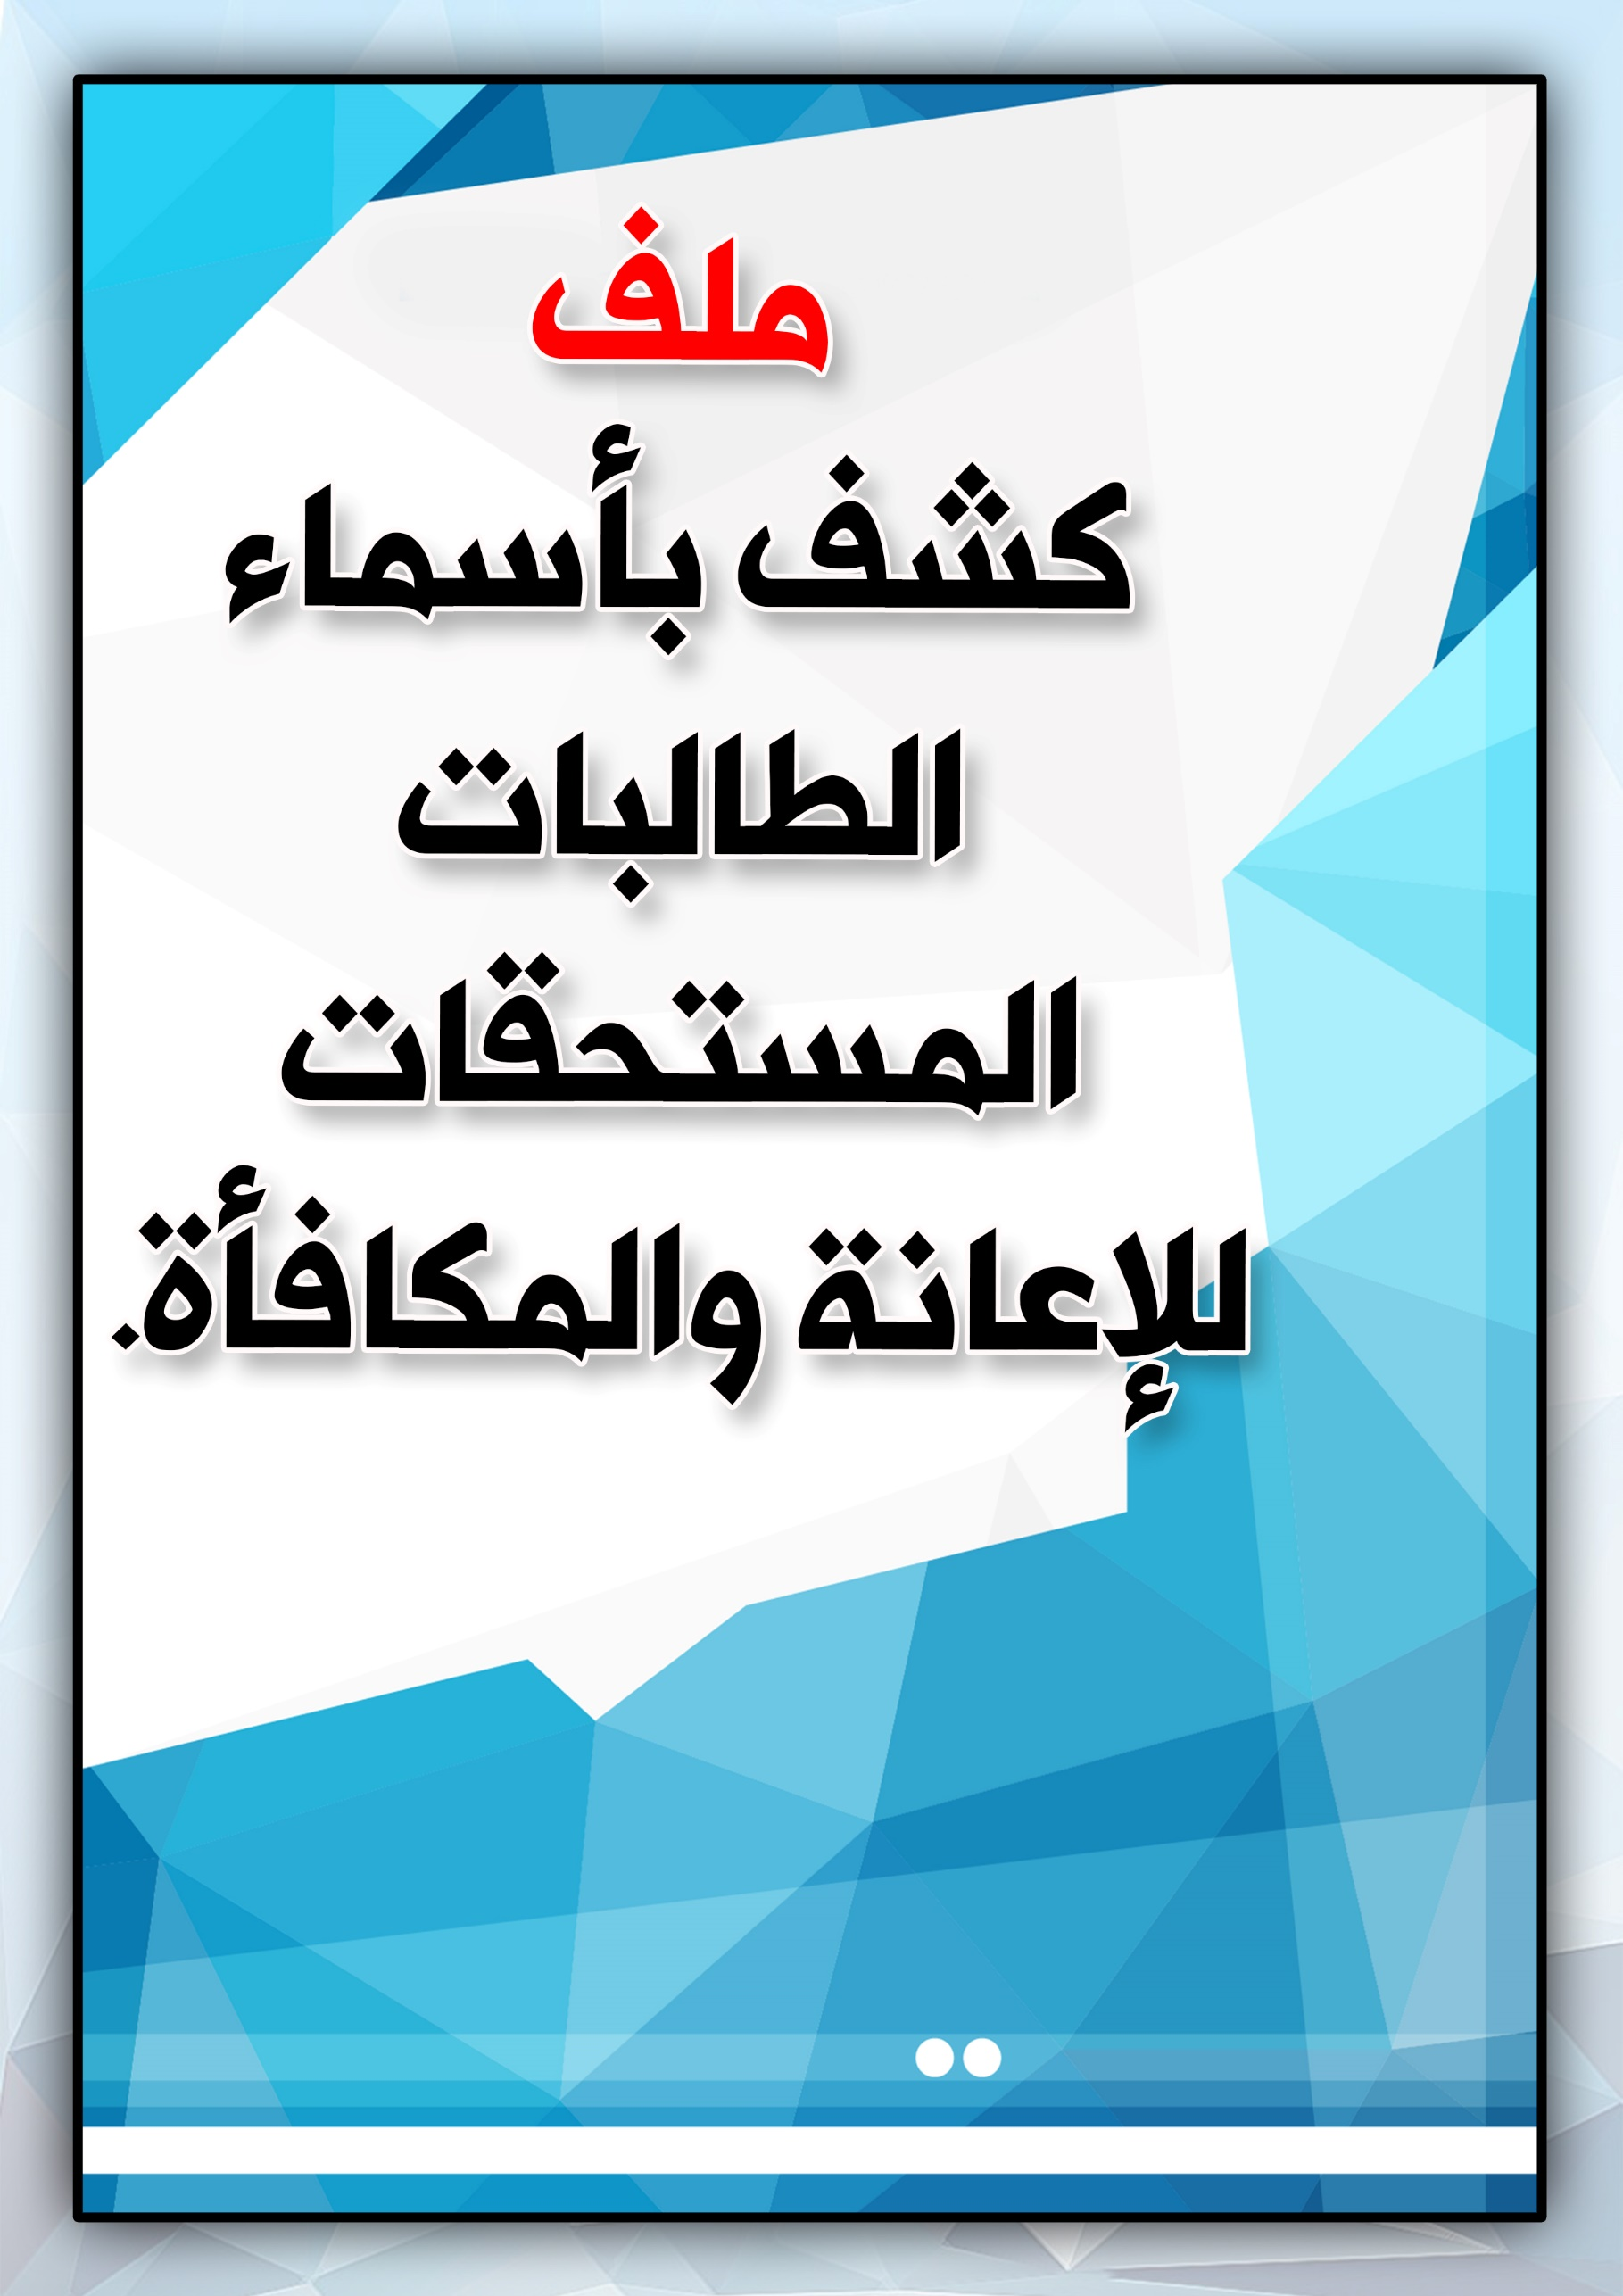 ملف
كشف بأسماء
الطالبات
المستحقات
للإعانة والمكافأة.